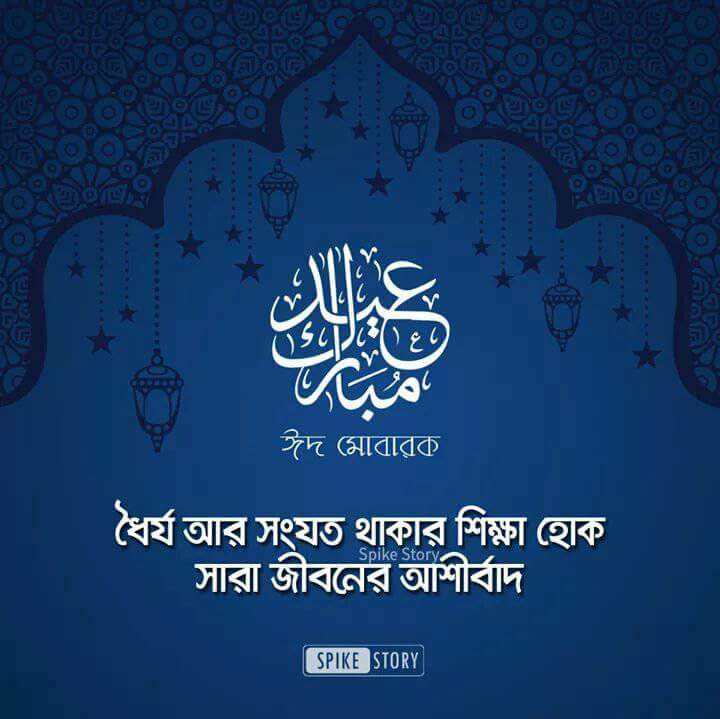 عيد مبارك
ঈদ মোবারক
ধৈর্য আর সংযত থাকার শিক্ষা হোক
Spike Story
সারা জীবনের আশীর্বাদ
SPIKE STORY